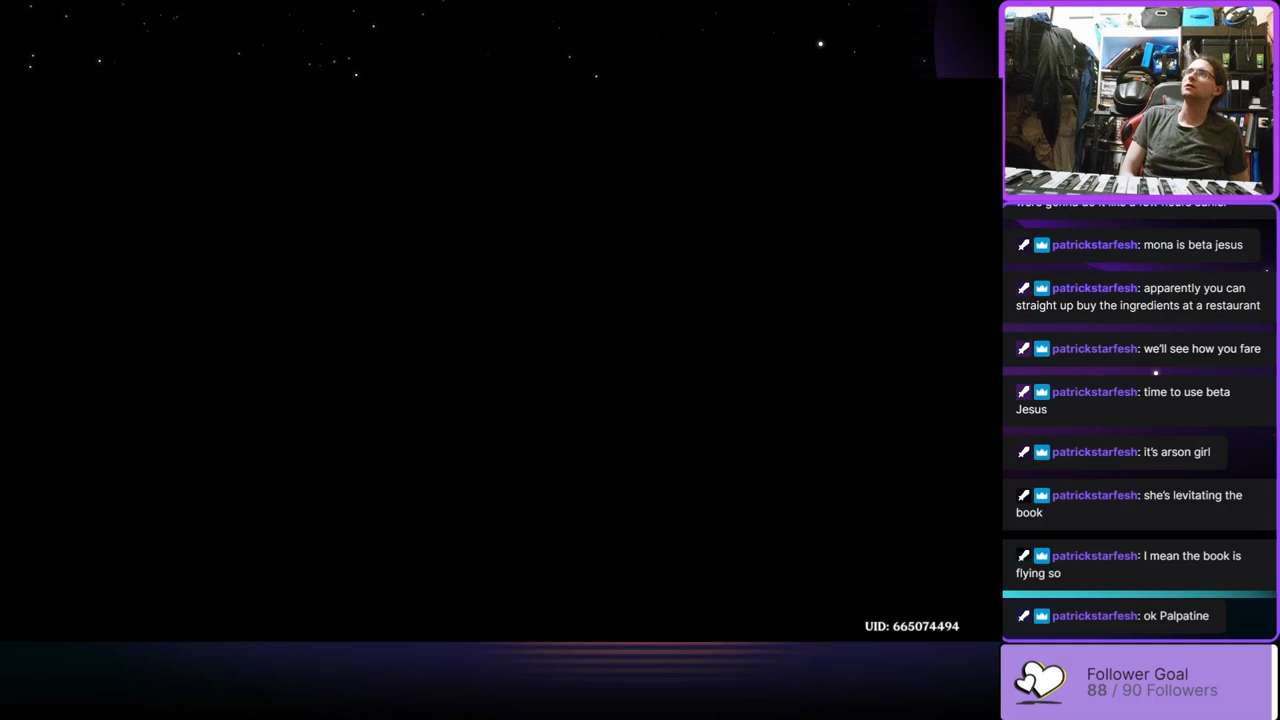 patrickstarfesh: mona is beta jesus
patrickstarfesh: apparently you can
straight up buy the ingredients at a restaurant
patrickstarfesh: we'll see how you fare
patrickstarfesh: time to use beta
Jesus
patrickstarfesh: it's arson girl
patrickstarfesh: she's levitating the
book
patrickstarfesh: I mean the book is
flying so
patrickstarfesh: ok Palpatine
UID: 665074494
Follower Goal
88 / 90 Followers